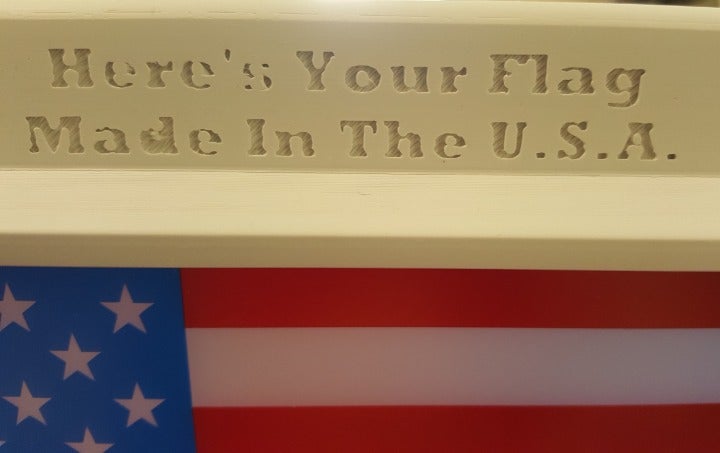 Here's Your Flag
Made In The U.S.A.